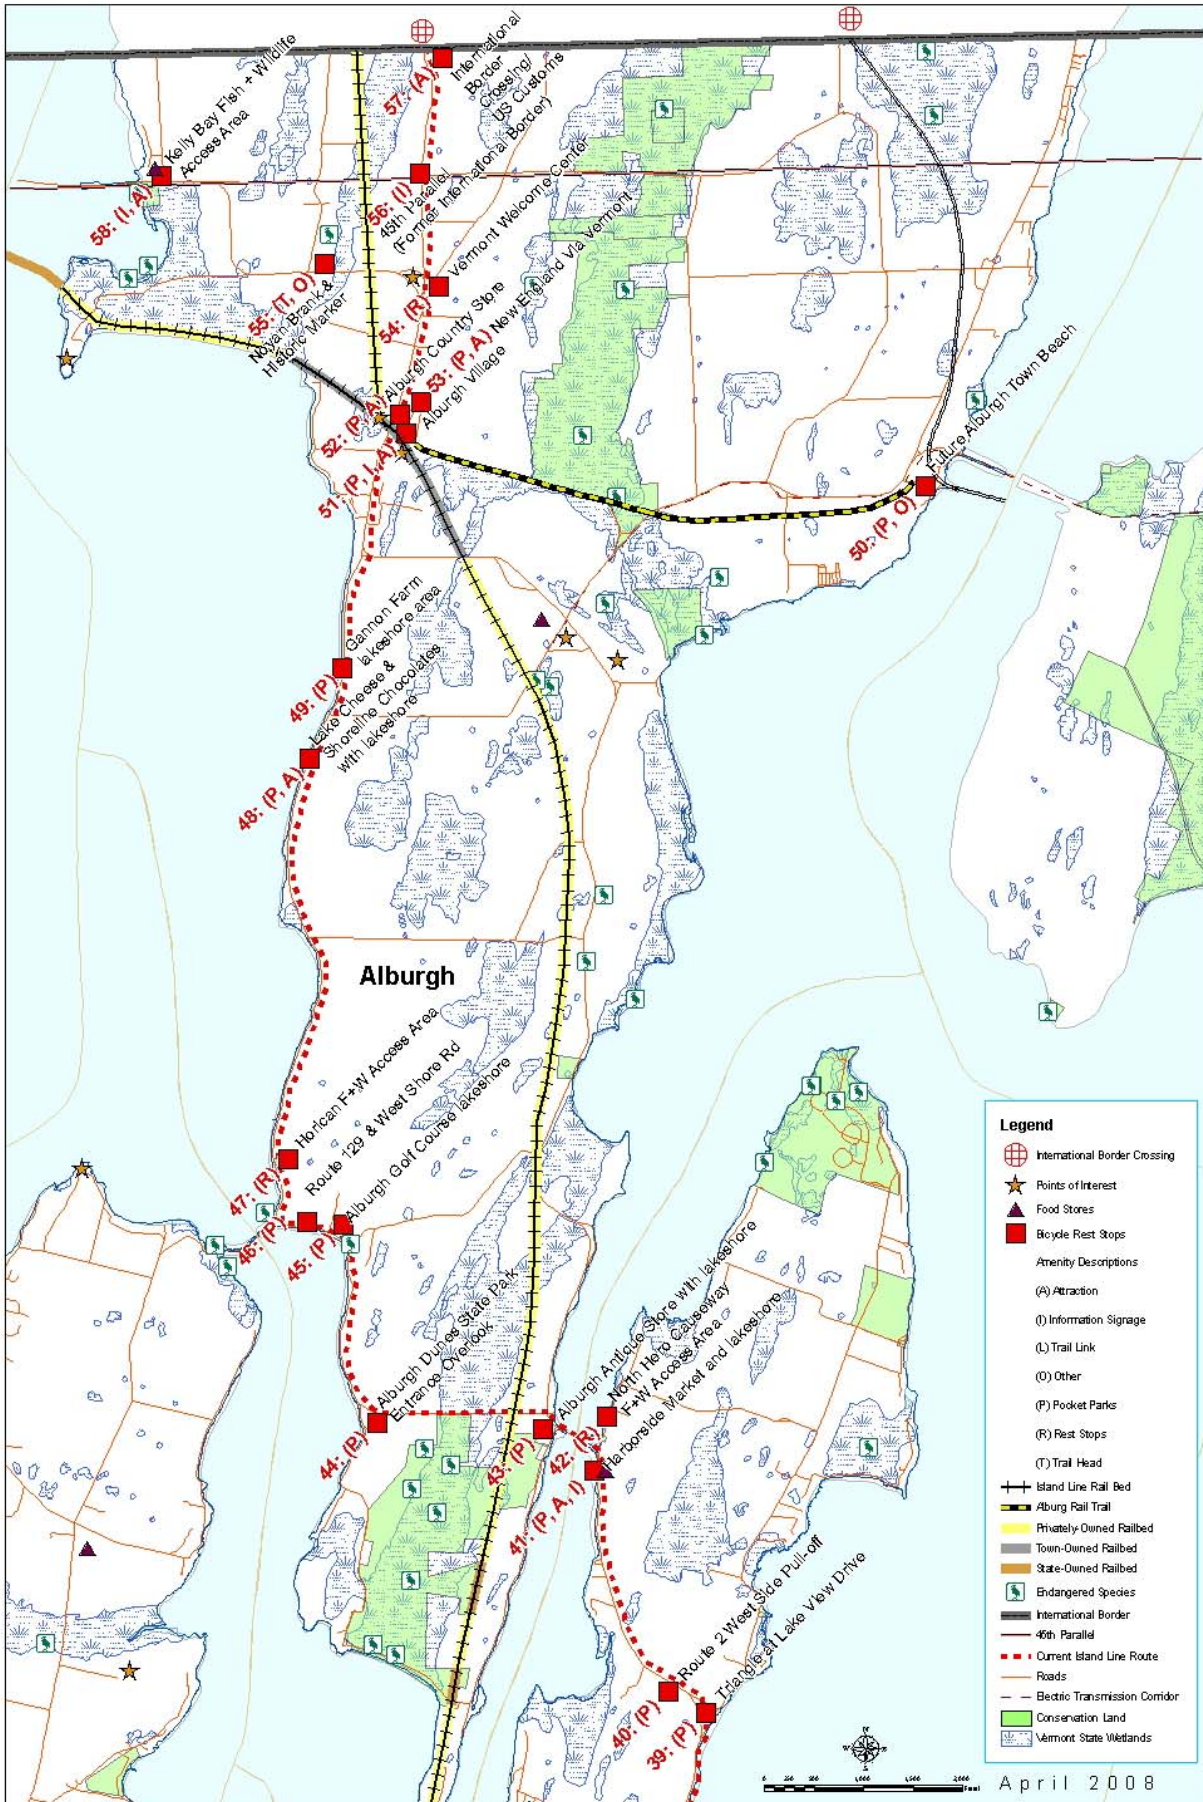 International
Border
Crossing/
US Customs
57: (A)
Kelly Bay Fish + Wildlife
Access Area
58: (I, A)
56: (I)
45th Parallel
(Former International Border)
Vermont Welcome Center
54: (R)
55: (T, O)
Noyan Brank &
Historic Marker
53: (P, A) New England Via Vermont
52: (P, A) Alburgh Country Store
51: (P, I, A)
Alburgh Village
Future Alburgh Town Beach
50: (P, O)
Gannon Farm
lakeshore area
49: (P)
Lake Cheese &
Shoreline Chocolates
with lakeshore
48: (P, A)
Alburgh
Horican F+W Access Area
47: (R)
Route 129 & West Shore Rd
46: (P)
Alburgh Golf Course lakeshore
45: (P)
Alburgh Dunes State Park
Entrance Overlook
44: (P)
Alburgh Antique Store with lakeshore
43: (P)
North Hero Causeway
F+W Access Area
42: (R)
Harborside Market and lakeshore
41: (P, A, I)
Route 2 West Side Pull-off
40: (P)
Triangle at Lake View Drive
39: (P)
Legend
International Border Crossing
Points of Interest
Food Stores
Bicycle Rest Stops
Amenity Descriptions
(A) Attraction
(I) Information Signage
(L) Trail Link
(O) Other
(P) Pocket Parks
(R) Rest Stops
(T) Trail Head
Island Line Rail Bed
Alburg Rail Trail
Privately-Owned Railbed
Town-Owned Railbed
State-Owned Railbed
Endangered Species
International Border
45th Parallel
Current Island Line Route
Roads
Electric Transmission Corridor
Conservation Land
Vermont State Wetlands
April 2008